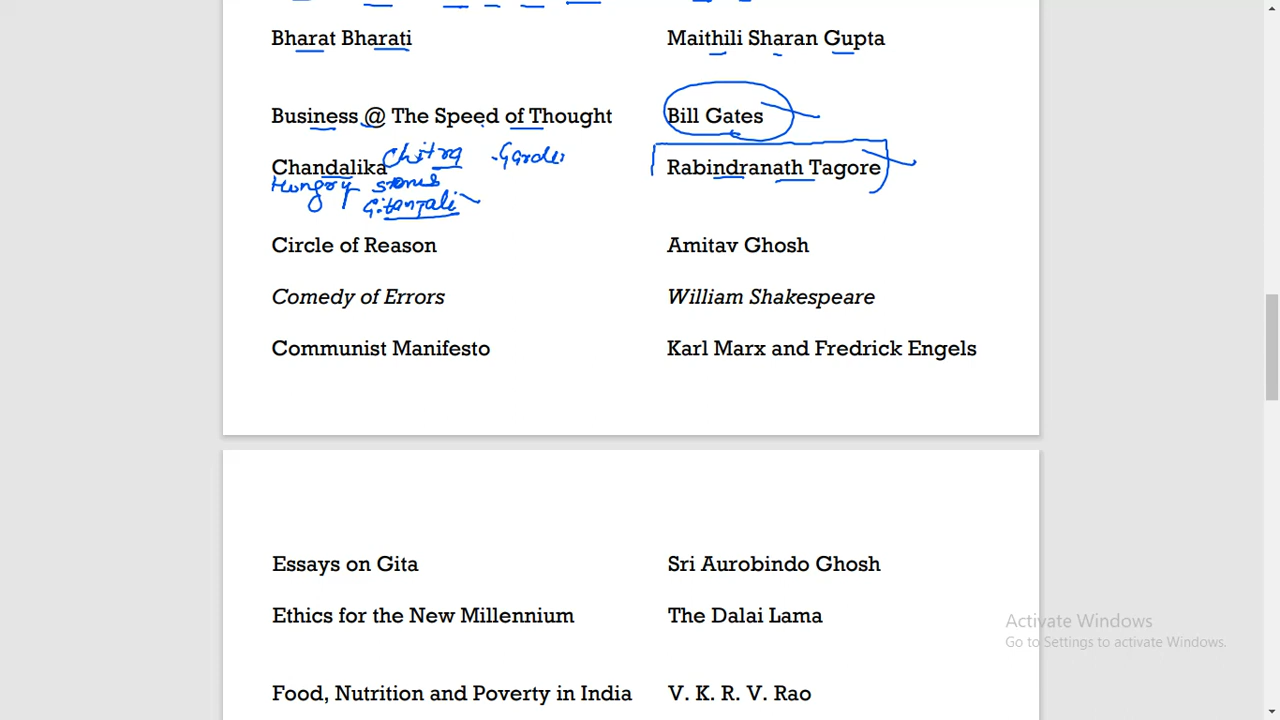 Bharat Bharati Maithili Sharan Gupta
Business @ The Speed of Thought Bill Gates
Chandalika Chitra Rabindranath Tagore
Hungry stones
Gitanjali
Circle of Reason Amitav Ghosh
Comedy of Errors William Shakespeare
Communist Manifesto Karl Marx and Fredrick Engels
Essays on Gita Sri Aurobindo Ghosh
Ethics for the New Millennium The Dalai Lama
Activate Windows
Go to Settings to activate Windows.
Food, Nutrition and Poverty in India V. K. R. V. Rao